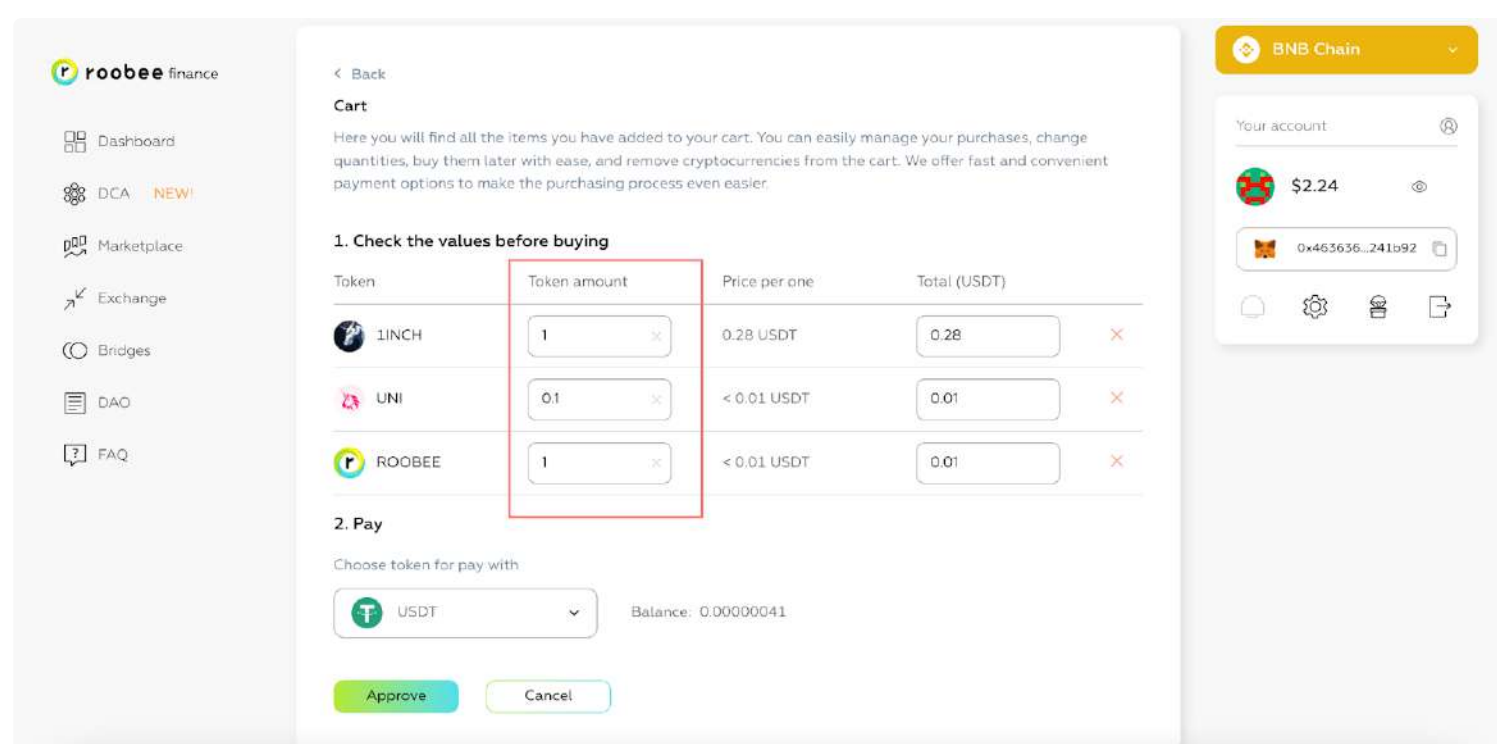 roobee finance
Dashboard
DCA NEW!
Marketplace
Exchange
Bridges
DAO
FAQ
< Back
Cart
Here you will find all the items you have added to your cart. You can easily manage your purchases, change
quantities, buy them later with ease, and remove cryptocurrencies from the cart. We offer fast and convenient
payment options to make the purchasing process even easier.
1. Check the values before buying
Token Token amount Price per one Total (USDT)
1INCH 1 0.28 USDT 0.28
UNI 0.1 < 0.01 USDT 0.01
ROOBEE 1 < 0.01 USDT 0.01
2. Pay
Choose token for pay with
USDT Balance: 0.00000041
Approve Cancel
BNB Chain
Your account
$2.24
0x463636...241b92